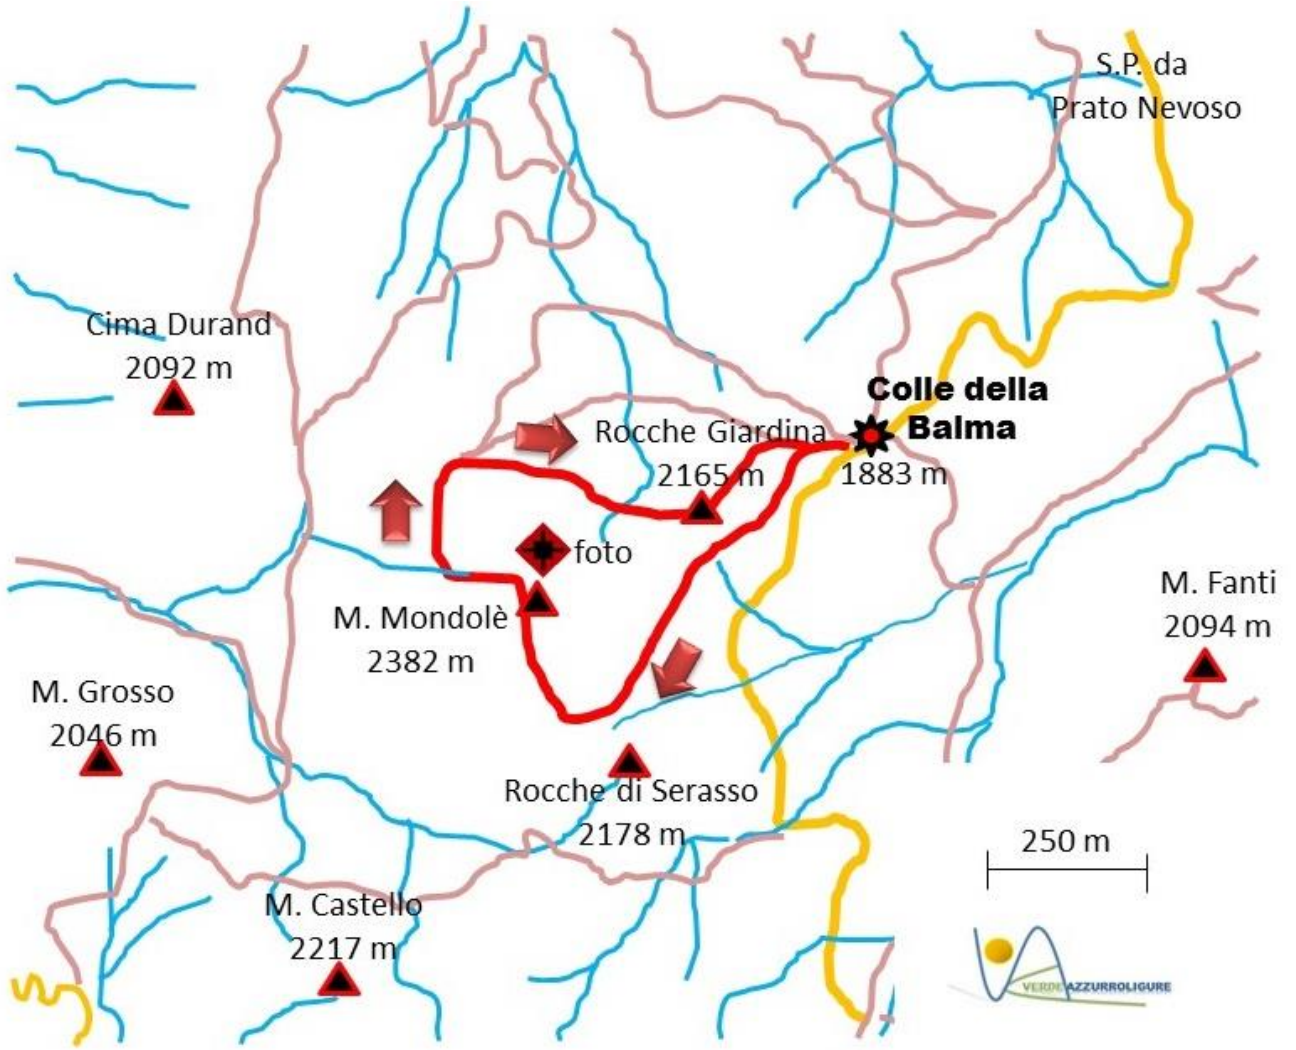 S.P. da
Prato Nevoso
Cima Durand
2092 m
Colle della
Balma
1883 m
Rocche Giardina
2165 m
foto
M. Mondolè
2382 m
M. Fanti
2094 m
M. Grosso
2046 m
Rocche di Serasso
2178 m
250 m
M. Castello
2217 m
VERDEAZZURROLIGURE